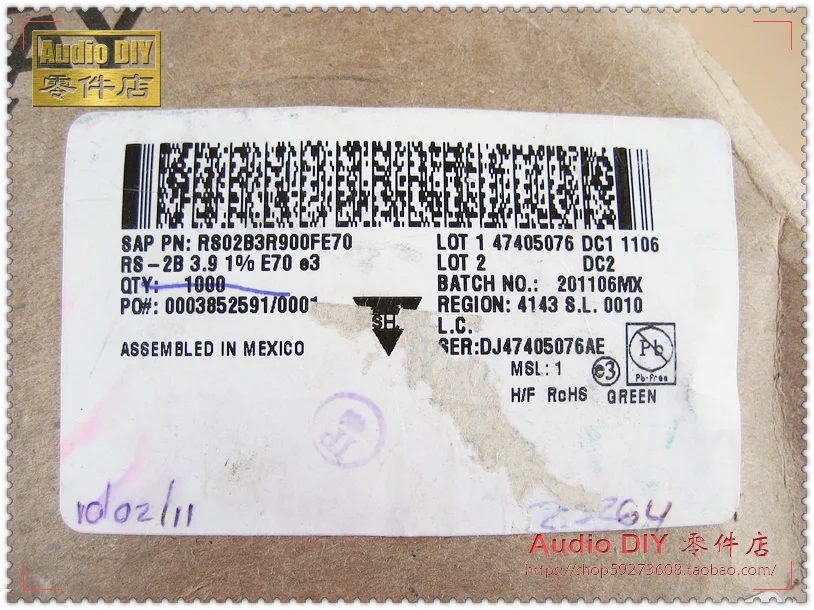 AY
Audio DIY
零件店
SAP PN: RS02B3R900FE70
RS-2B 3.9 1% E70 e3
QTY: 1000
PO#: 0003852591/0001
ASSEMBLED IN MEXICO
SH.
LOT 1 47405076 DC1 1106
LOT 2 DC2
BATCH NO.: 201106MX
REGION: 4143 S.L. 0010
L.C.
SER:DJ47405076AE
MSL: 1
e3
Pb
Pb-Free
H/F RoHS GREEN
10/02/11
Audio DIY 零件店
https://shop59273608.taobao.com/